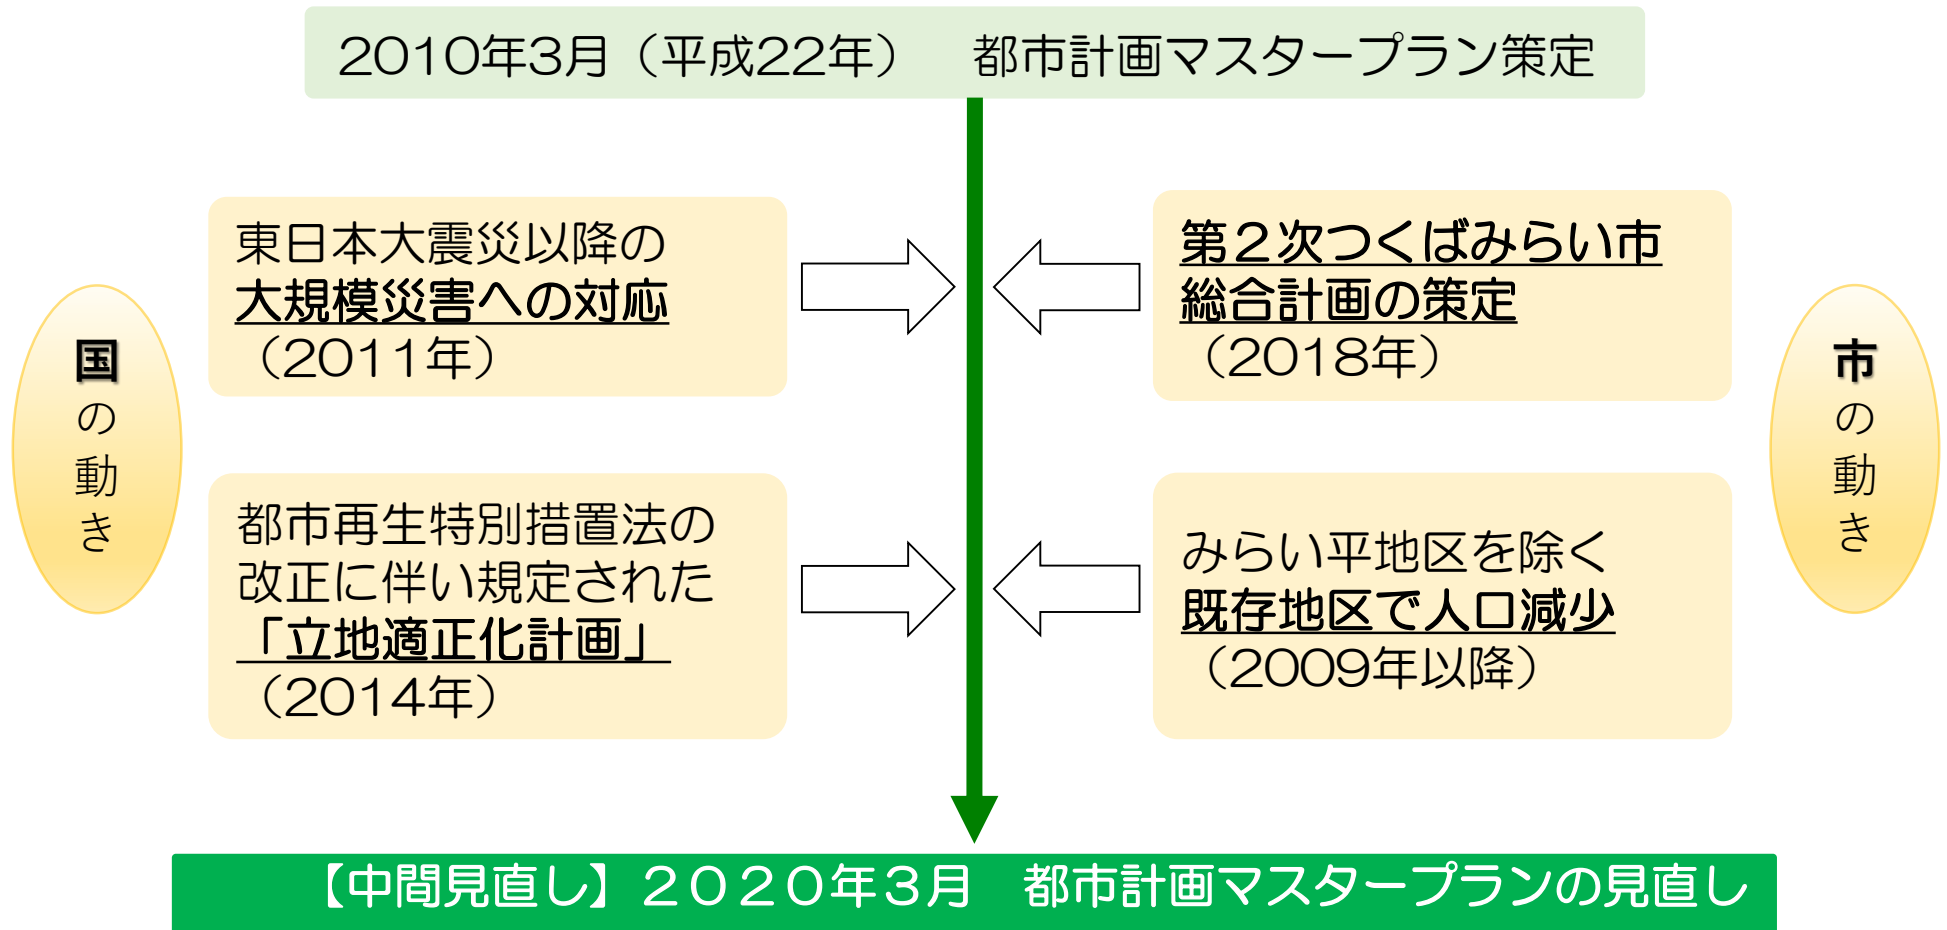 2010年3月（平成22年）　都市計画マスタープラン策定
国の動き
東日本大震災以降の
大規模災害への対応
（2011年）
都市再生特別措置法の
改正に伴い規定された
「立地適正化計画」
（2014年）
第２次つくばみらい市
総合計画の策定
（2018年）
みらい平地区を除く
既存地区で人口減少
（2009年以降）
市の動き
【中間見直し】２０２０年３月　都市計画マスタープランの見直し